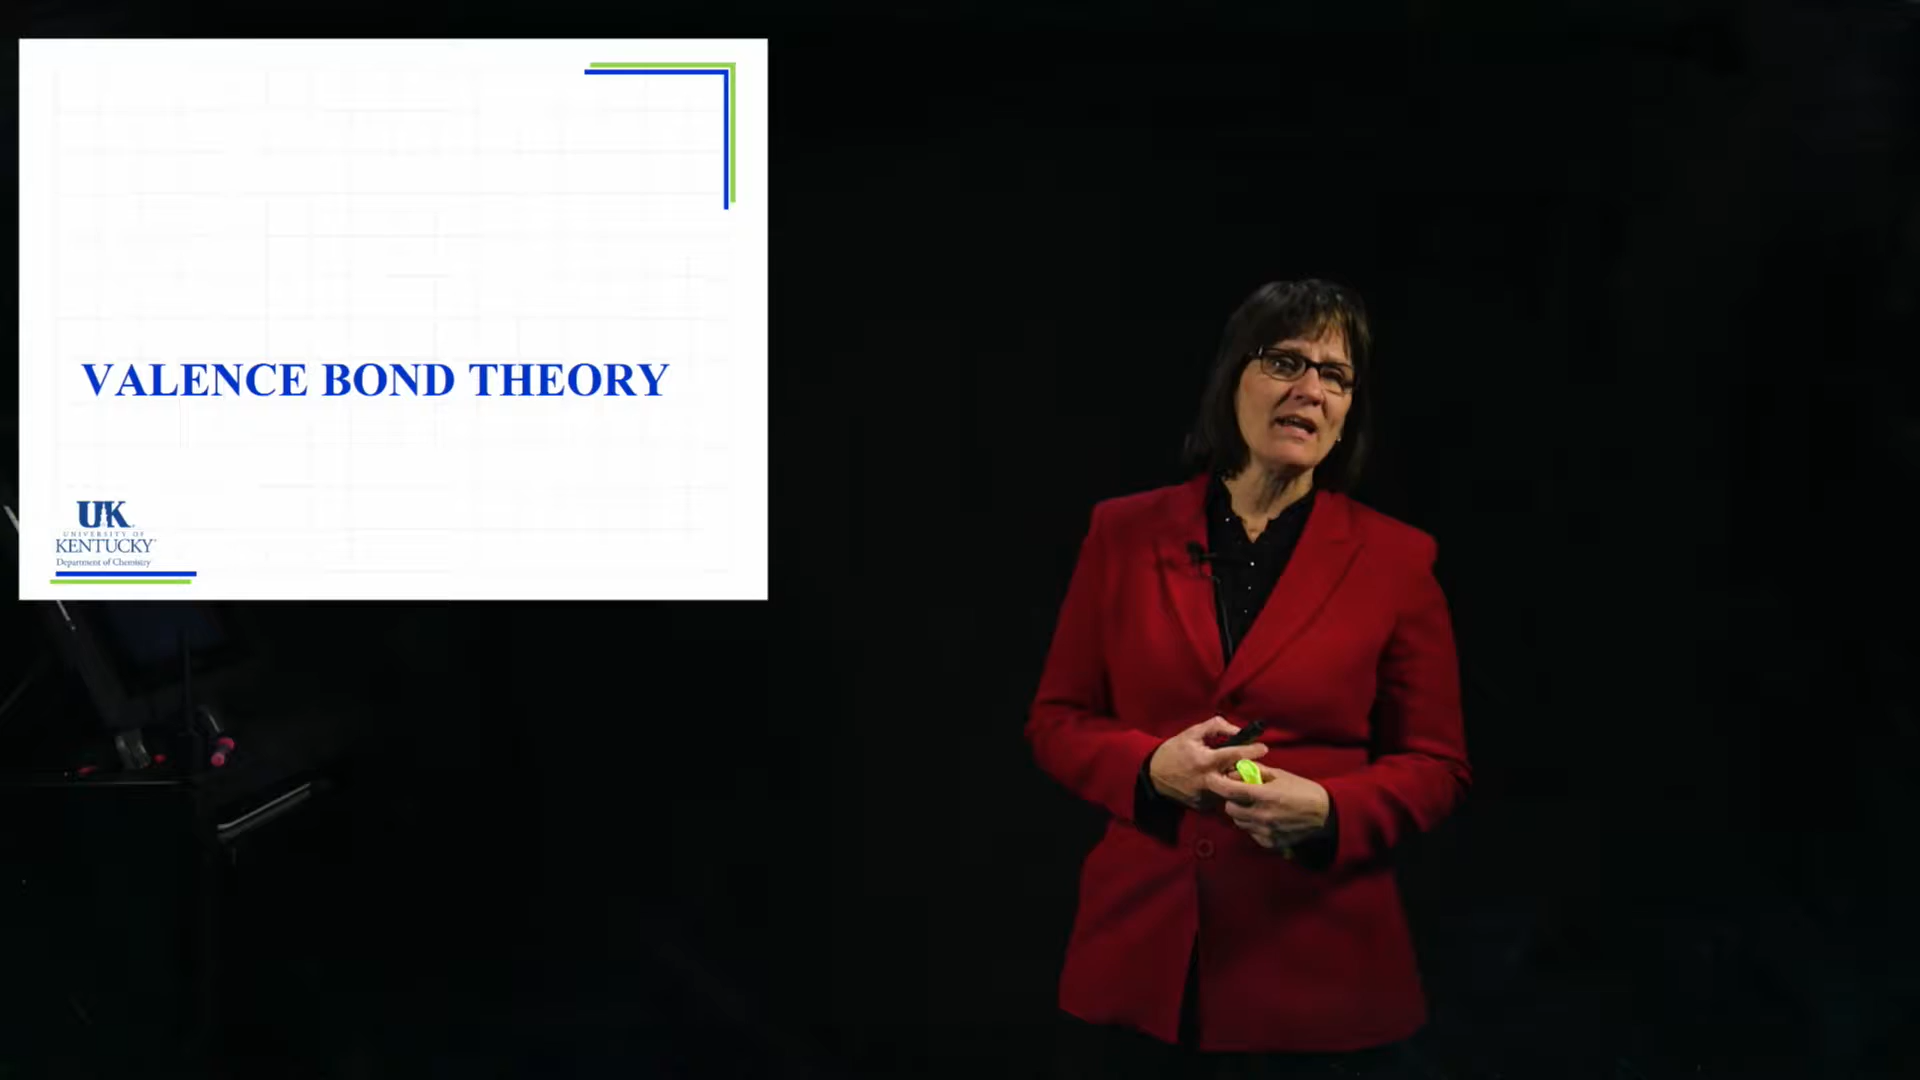 VALENCE BOND THEORY
UK
UNIVERSITY OF
KENTUCKY
Department of Chemistry